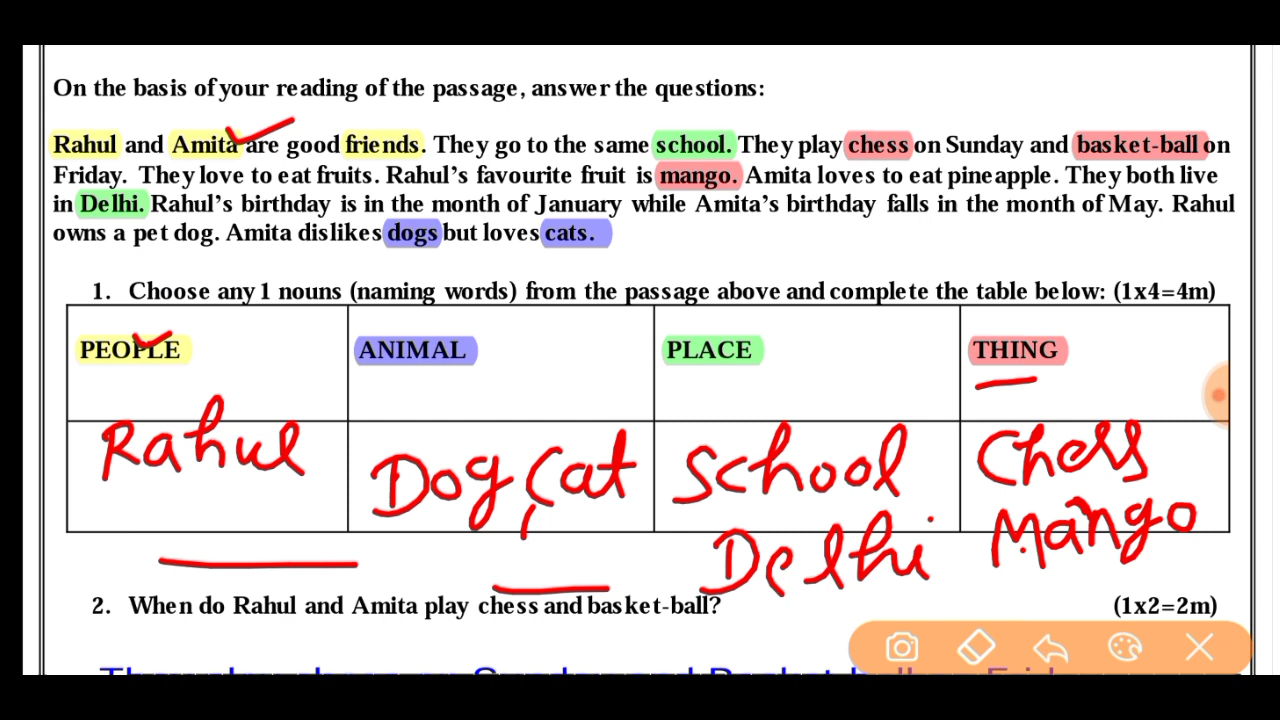 On the basis of your reading of the passage, answer the questions:
Rahul and Amita are good friends. They go to the same school. They play chess on Sunday and basket-ball on
Friday. They love to eat fruits. Rahul's favourite fruit is mango. Amita loves to eat pineapple. They both live
in Delhi. Rahul's birthday is in the month of January while Amita's birthday falls in the month of May. Rahul
owns a pet dog. Amita dislikes dogs but loves cats.
1. Choose any 1 nouns (naming words) from the passage above and complete the table below: (1x4=4m)
PEOPLE ANIMAL PLACE THING
Rahul Dog, Cat School Chess
Delhi Mango
2. When do Rahul and Amita play chess and basket-ball? (1x2=2m)